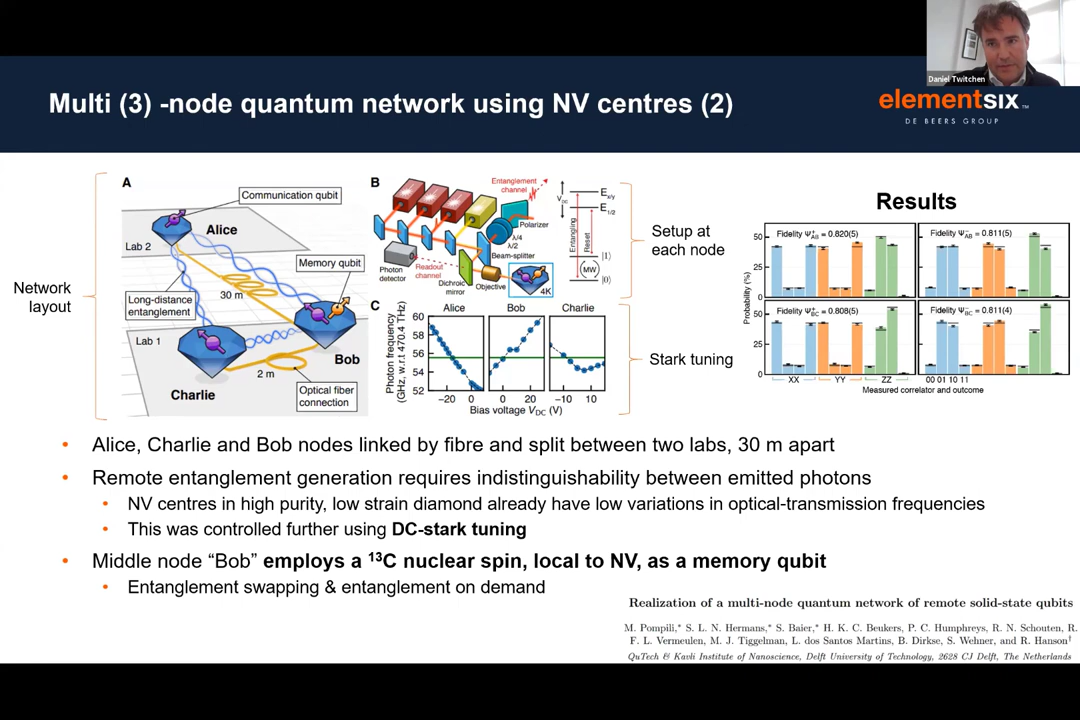 Daniel Twitchen
Multi (3) -node quantum network using NV centres (2)
elementsix™
DE BEERS GROUP
Network
layout
A
Communication qubit
Alice
Lab 2
Memory qubit
30 m
Long-distance
entanglement
Lab 1
Bob
2 m
Charlie
Optical fiber
connection
B
Entanglement
channel
Polarizer
λ/4
λ/2
Beam-splitter
Photon
detector
Readout
channel
Dichroic
mirror
Objective
4K
V_DC
E_x/y
E_1/2
Entangling
Reset
|1⟩
MW
|0⟩
Setup at
each node
C
Alice Bob Charlie
Photon frequency
(GHz, w.r.t 470.4 THz)
60
58
56
54
52
−20 0 0 20 −10 10
Bias voltage V_DC (V)
Stark tuning
Results
Probability (%)
50
25
0
50
25
0
Fidelity Ψ⁺_AB = 0.820(5)
Fidelity Ψ⁻_AB = 0.811(5)
Fidelity Ψ⁺_BC = 0.808(5)
Fidelity Ψ⁻_BC = 0.811(4)
XX YY ZZ 00 01 10 11
Measured correlator and outcome
• Alice, Charlie and Bob nodes linked by fibre and split between two labs, 30 m apart
• Remote entanglement generation requires indistinguishability between emitted photons
• NV centres in high purity, low strain diamond already have low variations in optical-transmission frequencies
• This was controlled further using DC-stark tuning
• Middle node “Bob” employs a ¹³C nuclear spin, local to NV, as a memory qubit
• Entanglement swapping & entanglement on demand
Realization of a multi-node quantum network of remote solid-state qubits
M. Pompili,* S. L. N. Hermans,* S. Baier,* H. K. C. Beukers, P. C. Humphreys, R. N. Schouten, R.
F. L. Vermeulen, M. J. Tiggelman, L. dos Santos Martins, B. Dirkse, S. Wehner, and R. Hanson†
QuTech & Kavli Institute of Nanoscience, Delft University of Technology, 2628 CJ Delft, The Netherlands